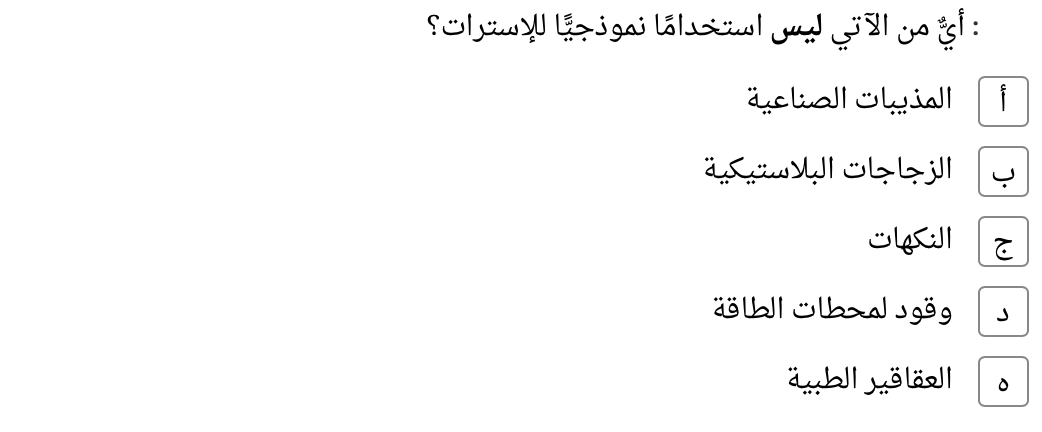 : أيٌّ من الآتي ليس استخدامًا نموذجيًّا للإسترات؟
أ المذيبات الصناعية
ب الزجاجات البلاستيكية
ج النكهات
د وقود لمحطات الطاقة
ه العقاقير الطبية